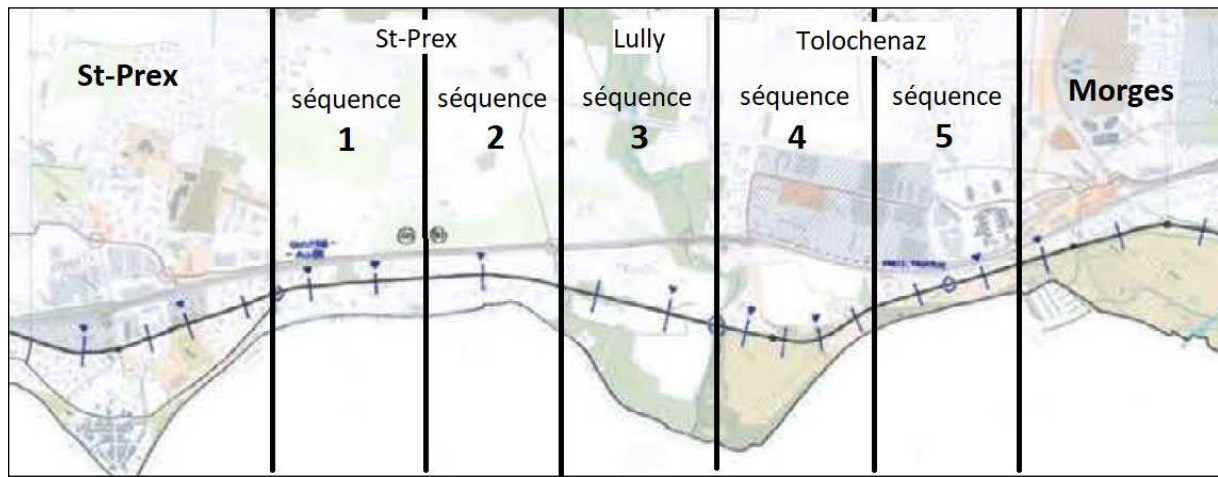 St-Prex
St-Prex
Lully
Tolochenaz
Morges
séquence
1
séquence
2
séquence
3
séquence
4
séquence
5